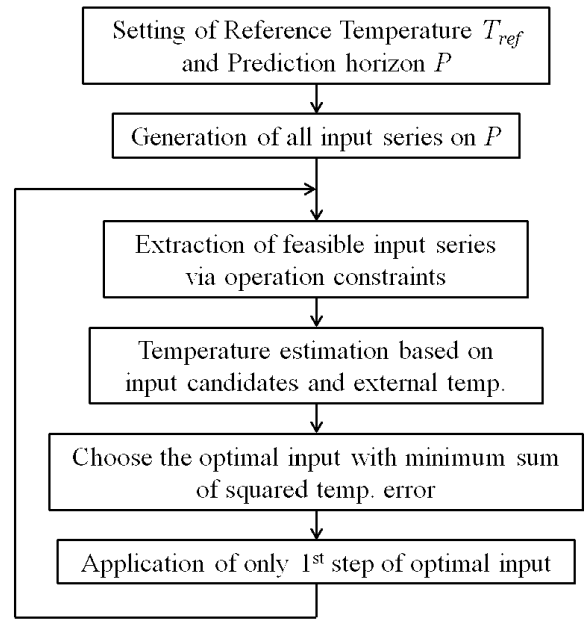 Setting of Reference Temperature T_ref
and Prediction horizon P
Generation of all input series on P
Extraction of feasible input series
via operation constraints
Temperature estimation based on
input candidates and external temp.
Choose the optimal input with minimum sum
of squared temp. error
Application of only 1st step of optimal input